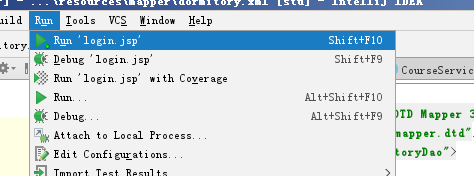 ...\resources\mapper\dormitory.xml [stu] - IntelliJ IDEA
uild Run Tools VCS Window Help
Run 'login.jsp' Shift+F10
Debug 'login.jsp' Shift+F9
CourseServic
Run 'login.jsp' with Coverage
Run... Alt+Shift+F10
Debug... Alt+Shift+F9
DTD Mapper 3
Attach to Local Process...
mapper.dtd"
Edit Configurations...
toryDao">
Import Test Results